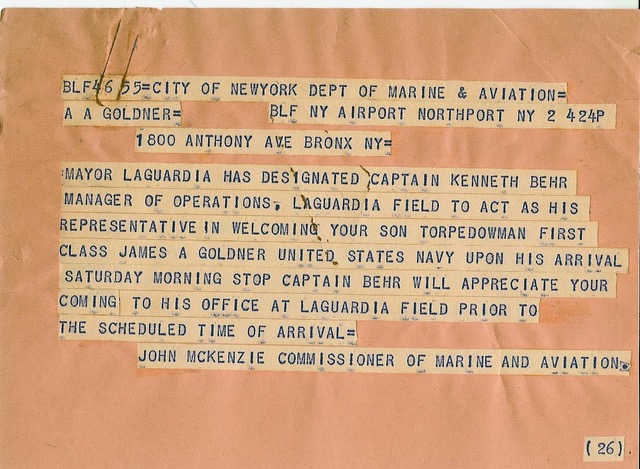 BLF46 55=CITY OF NEWYORK DEPT OF MARINE & AVIATION=
A A GOLDNER= BLF NY AIRPORT NORTHPORT NY 2 424P
1800 ANTHONY AVE BRONX NY=
:MAYOR LAGUARDIA HAS DESIGNATED CAPTAIN KENNETH BEHR
MANAGER OF OPERATIONS, LAGUARDIA FIELD TO ACT AS HIS
REPRESENTATIVE IN WELCOMING YOUR SON TORPEDOMAN FIRST
CLASS JAMES A GOLDNER UNITED STATES NAVY UPON HIS ARRIVAL
SATURDAY MORNING STOP CAPTAIN BEHR WILL APPRECIATE YOUR
COMING TO HIS OFFICE AT LAGUARDIA FIELD PRIOR TO
THE SCHEDULED TIME OF ARRIVAL=
JOHN MCKENZIE COMMISSIONER OF MARINE AND AVIATION.
(26).